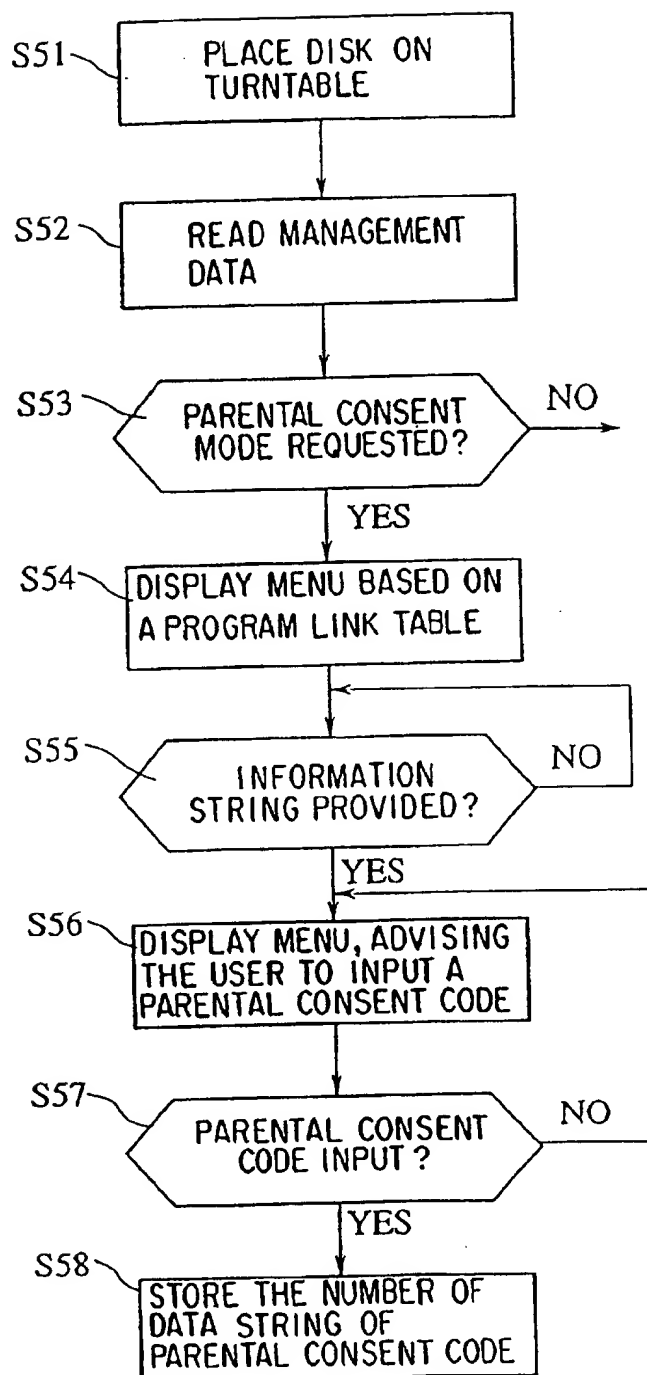 S51
PLACE DISK ON
TURNTABLE
S52
READ MANAGEMENT
DATA
S53
PARENTAL CONSENT
MODE REQUESTED?
NO
YES
S54
DISPLAY MENU BASED ON
A PROGRAM LINK TABLE
S55
INFORMATION
STRING PROVIDED?
NO
YES
S56
DISPLAY MENU, ADVISING
THE USER TO INPUT A
PARENTAL CONSENT CODE
S57
PARENTAL CONSENT
CODE INPUT?
NO
YES
S58
STORE THE NUMBER OF
DATA STRING OF
PARENTAL CONSENT CODE